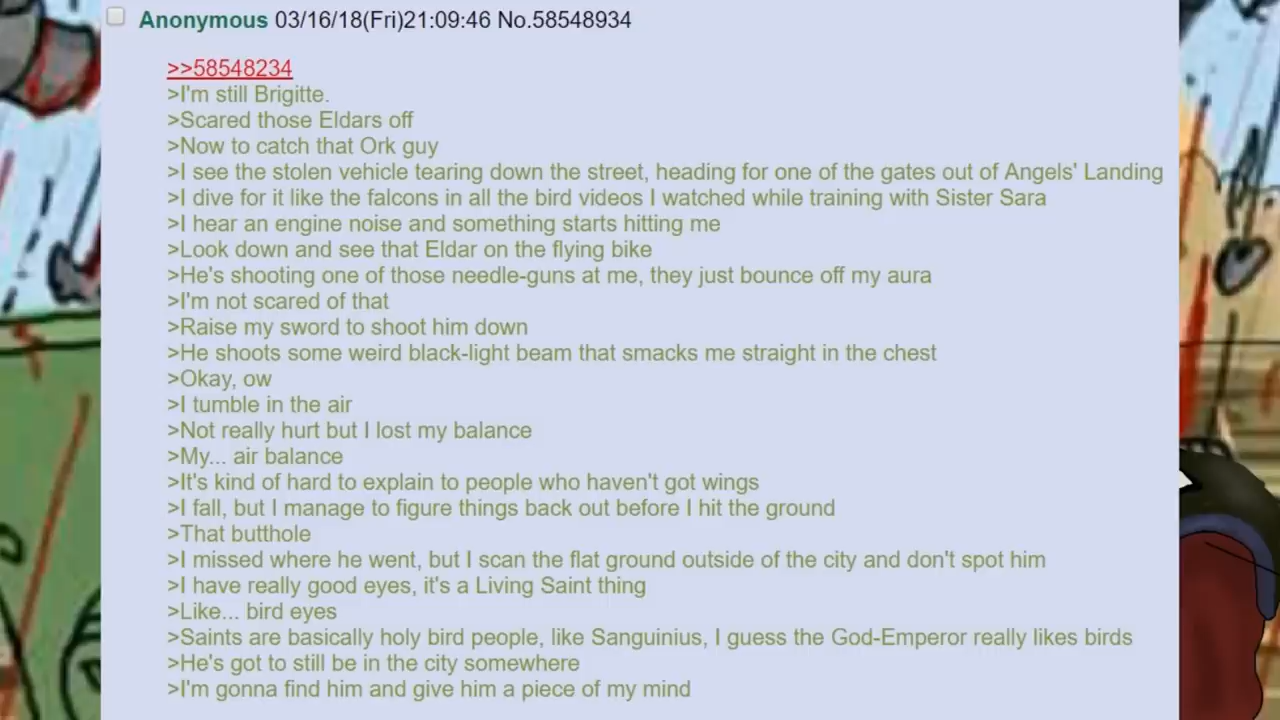 Anonymous 03/16/18(Fri)21:09:46 No.58548934
>>58548234
>I'm still Brigitte.
>Scared those Eldars off
>Now to catch that Ork guy
>I see the stolen vehicle tearing down the street, heading for one of the gates out of Angels' Landing
>I dive for it like the falcons in all the bird videos I watched while training with Sister Sara
>I hear an engine noise and something starts hitting me
>Look down and see that Eldar on the flying bike
>He's shooting one of those needle-guns at me, they just bounce off my aura
>I'm not scared of that
>Raise my sword to shoot him down
>He shoots some weird black-light beam that smacks me straight in the chest
>Okay, ow
>I tumble in the air
>Not really hurt but I lost my balance
>My... air balance
>It's kind of hard to explain to people who haven't got wings
>I fall, but I manage to figure things back out before I hit the ground
>That butthole
>I missed where he went, but I scan the flat ground outside of the city and don't spot him
>I have really good eyes, it's a Living Saint thing
>Like... bird eyes
>Saints are basically holy bird people, like Sanguinius, I guess the God-Emperor really likes birds
>He's got to still be in the city somewhere
>I'm gonna find him and give him a piece of my mind